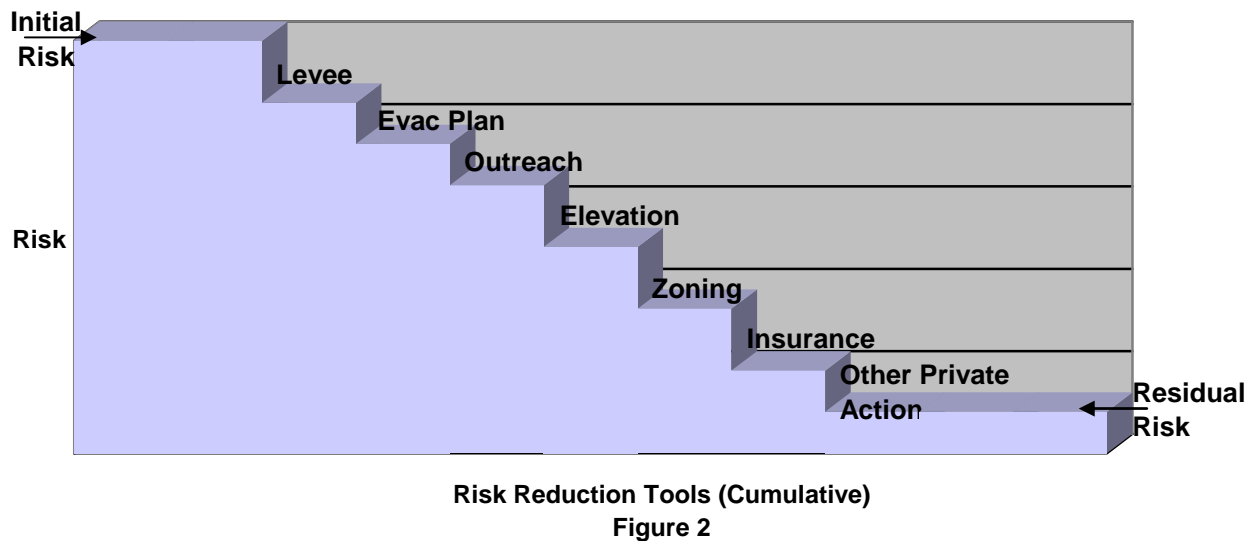 Initial
Risk
Levee
Evac Plan
Outreach
Elevation
Risk
Zoning
Insurance
Other Private
Action
Residual
Risk
Risk Reduction Tools (Cumulative)
Figure 2